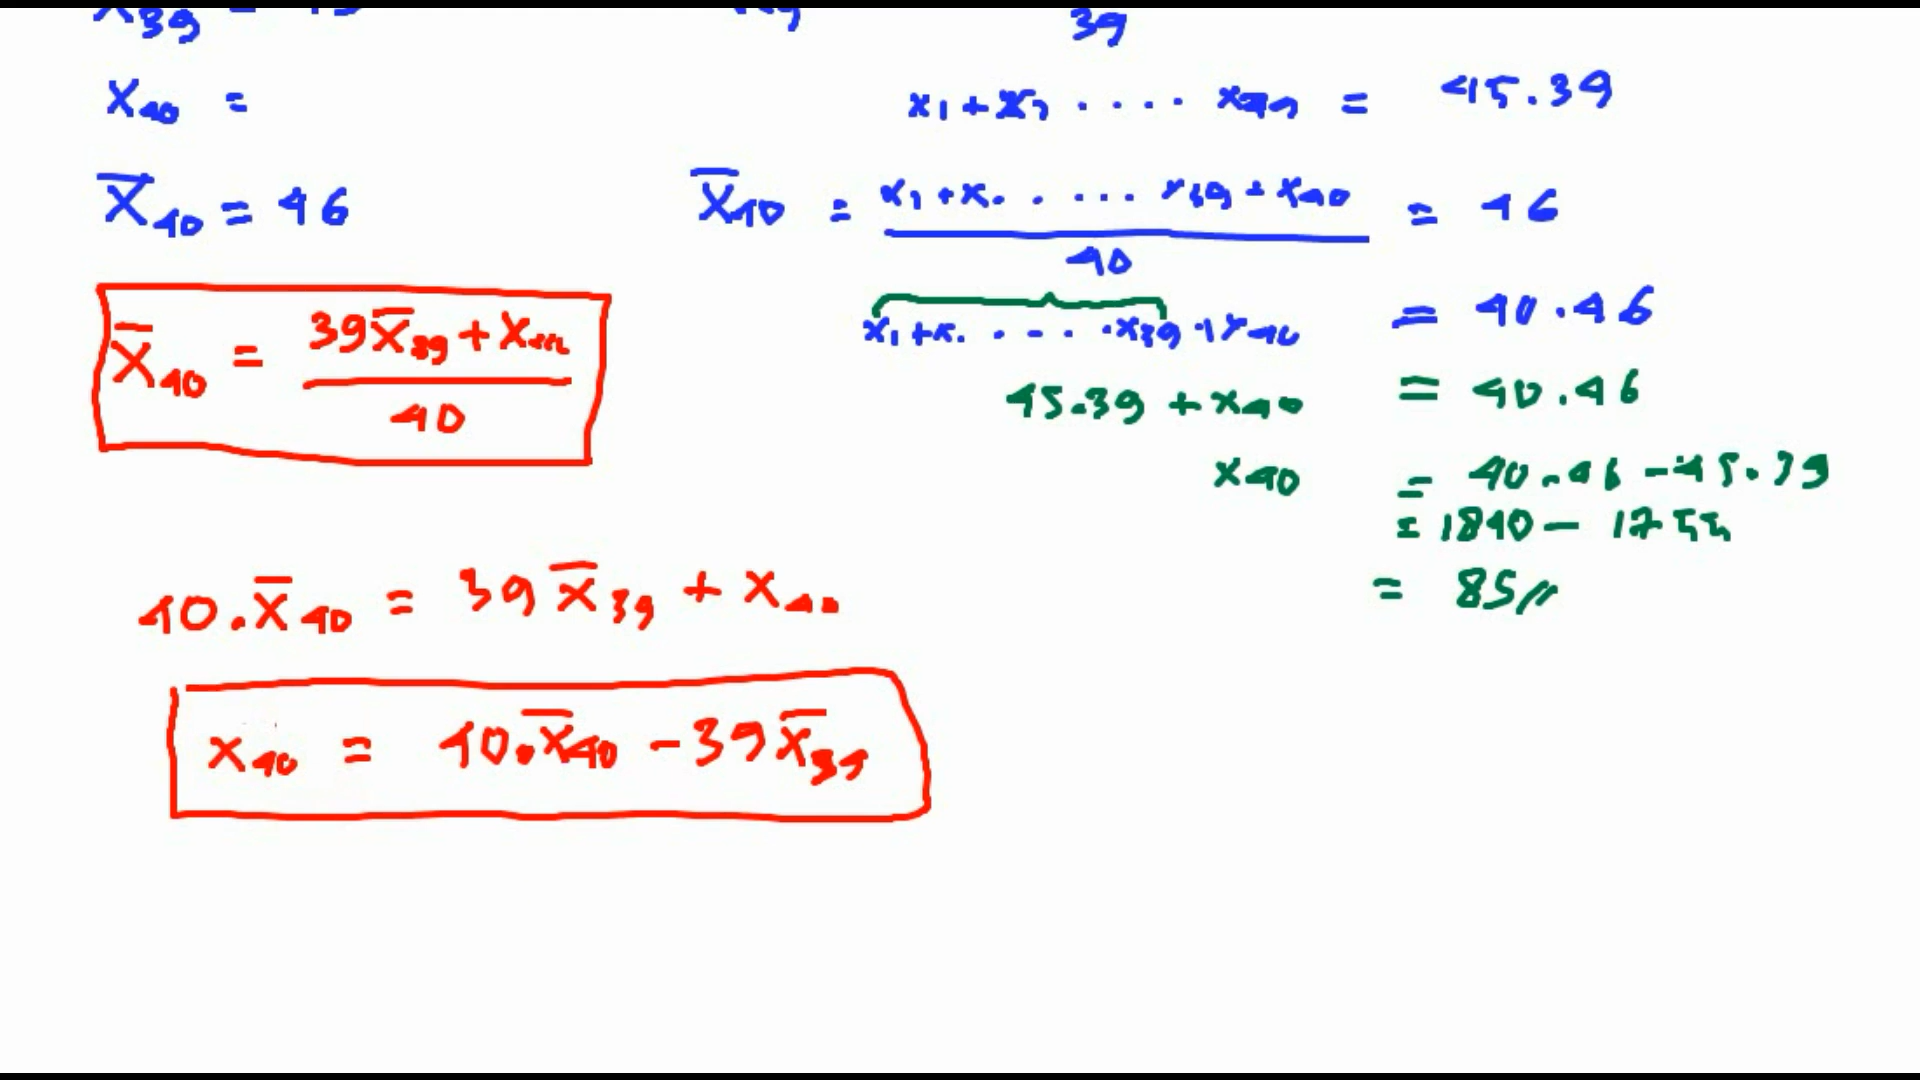 x̄₄₀ = 46
x₄₀ =
x₁ + x₂ .... x₃₉ = 45.39
x̄₄₀ = (x₁ + x. . ... x₃₉ + x₄₀) / 40 = 46
x₁ + x. . - . . x₃₉ + x₄₀ = 40.46
45.39 + x₄₀ = 40.46
x₄₀ = 40.46 - 45.39
= 1840 - 1755
= 85//
x̄₄₀ = (39x̄₃₉ + x₄₀) / 40
40.x̄₄₀ = 39x̄₃₉ + x₄₀
x₄₀ = 40.x̄₄₀ - 39x̄₃₉